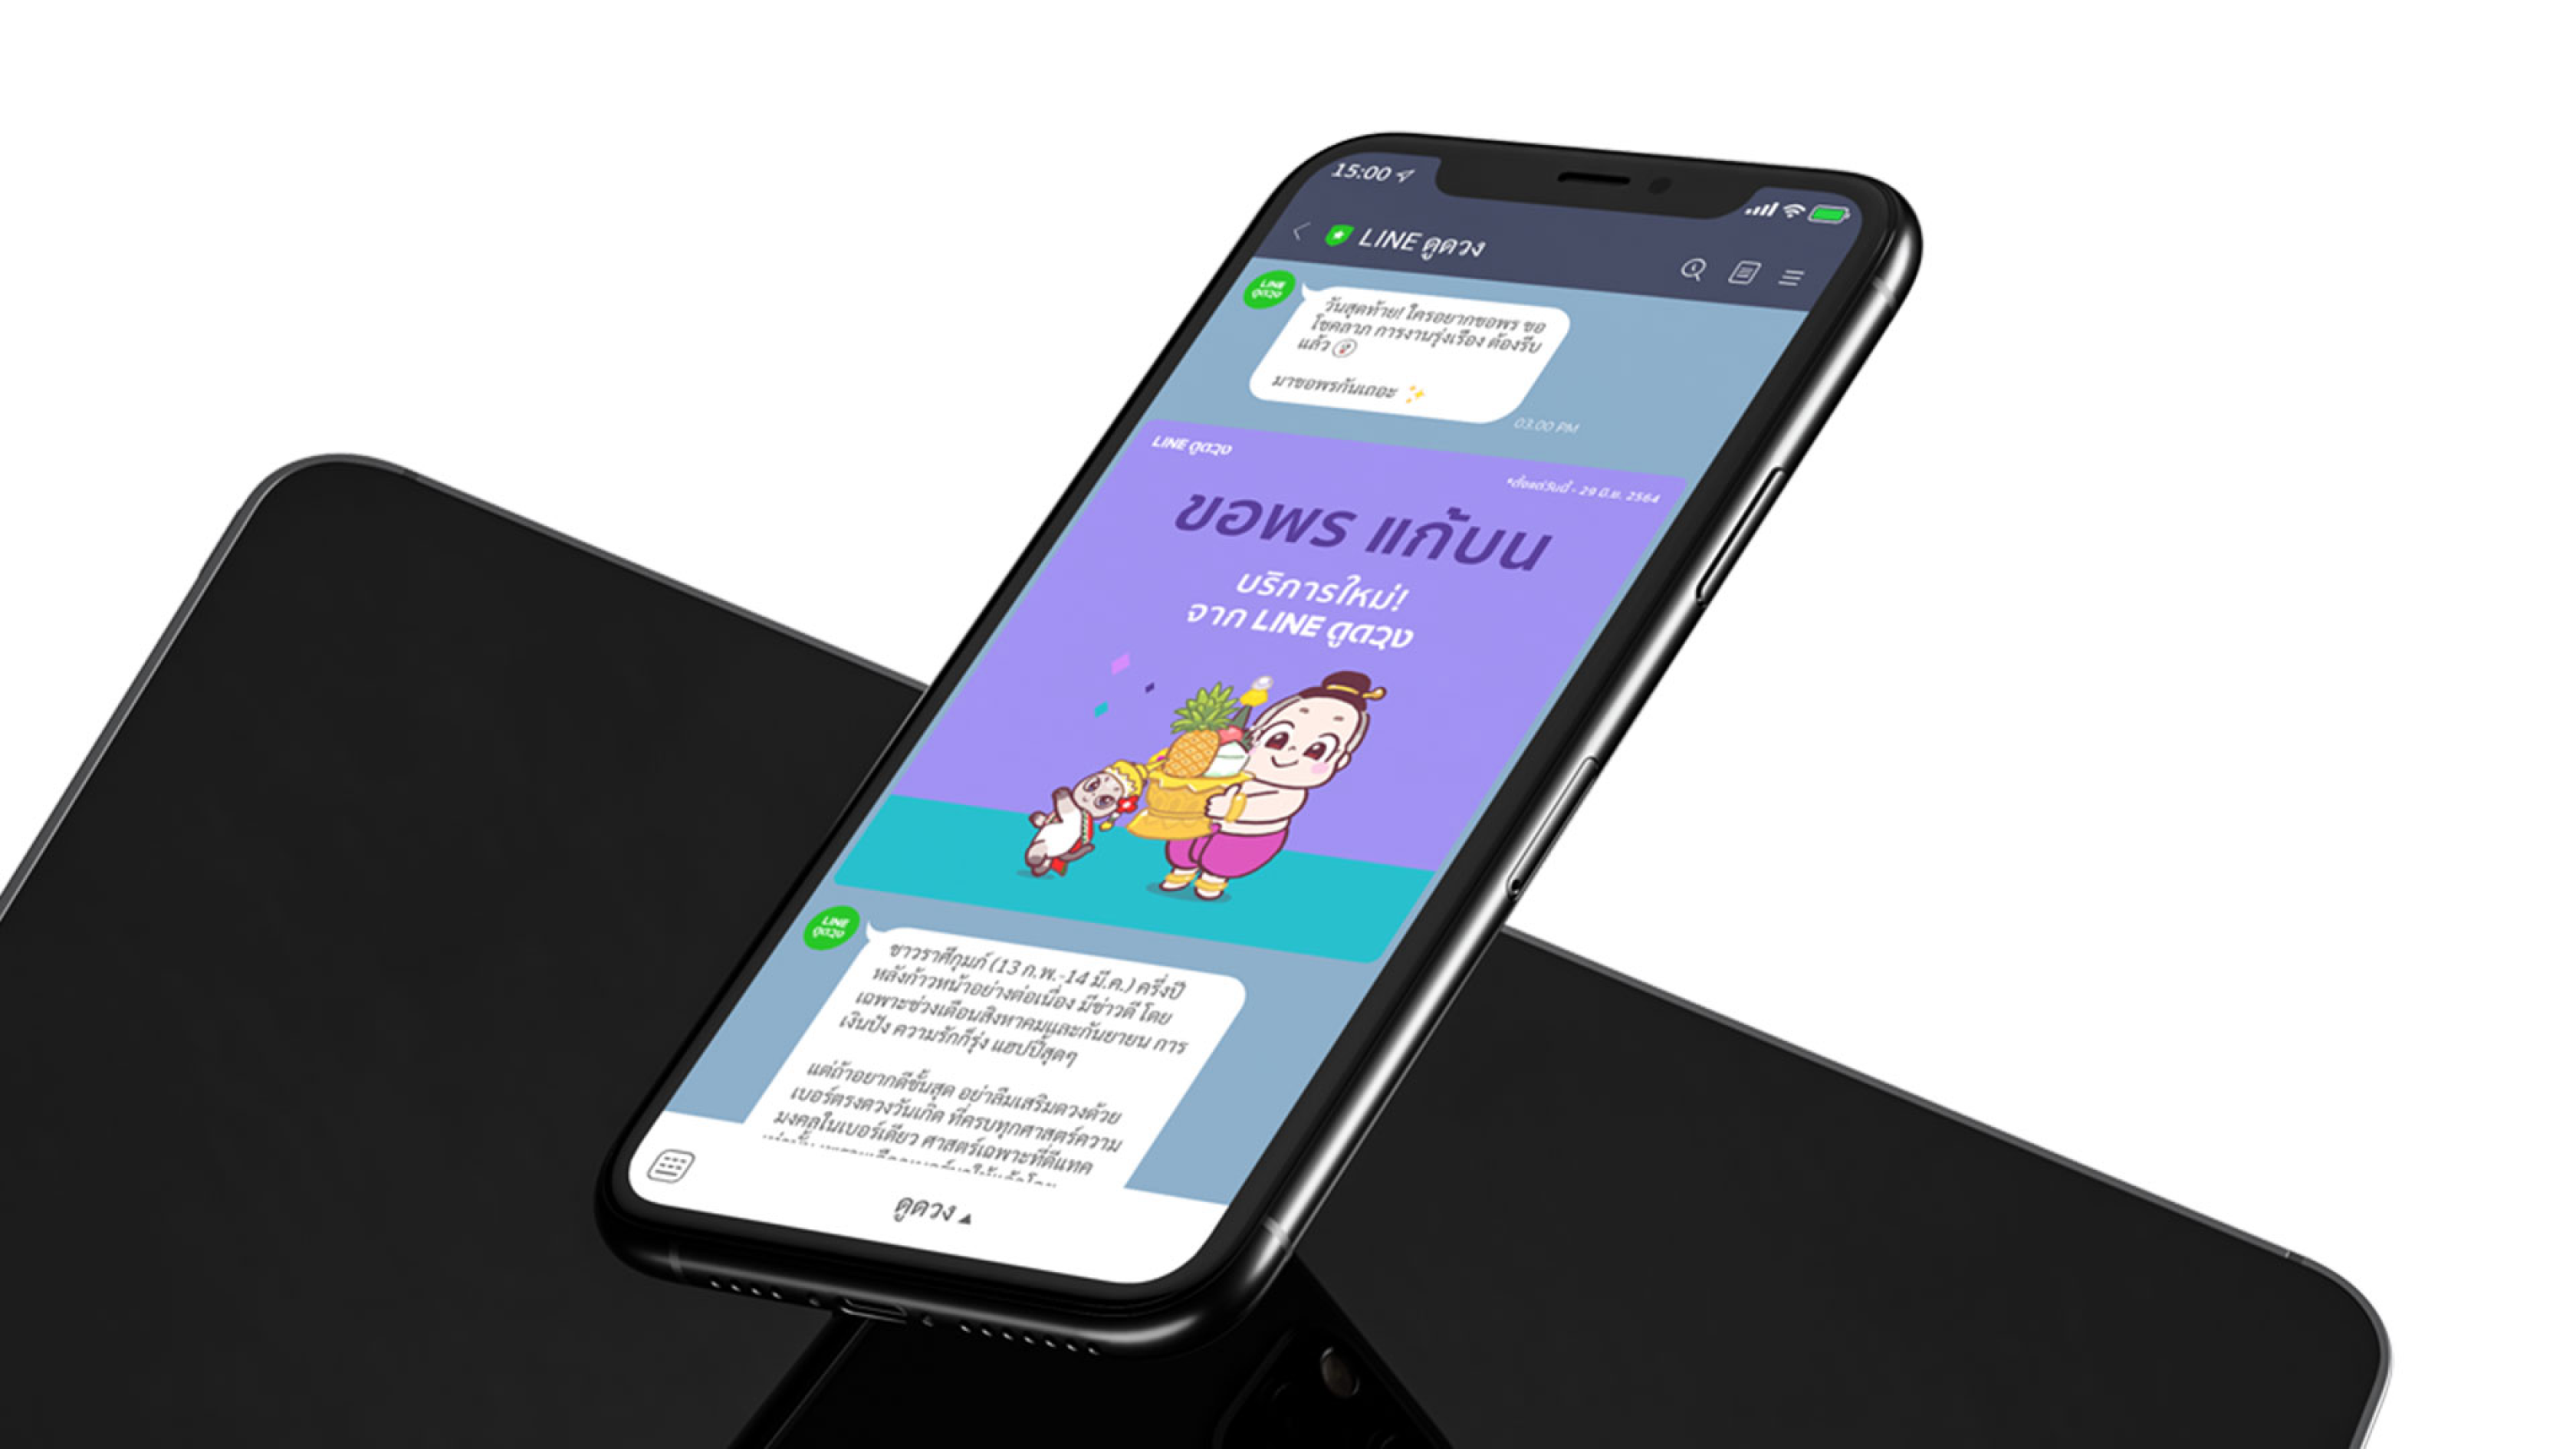 15:00
LINE ดูดวง
LINE
ดูดวง
วันสุดท้าย! ใครอยากขอพร ขอ
โชคลาภ การงานรุ่งเรือง ต้องรีบ
แล้ว
มาขอพรกันเถอะ
03.00 PM
LINE ดูดวง
*ตั้งแต่วันนี้ - 29 มิ.ย. 2564
ขอพร แก้บน
บริการใหม่!
จาก LINE ดูดวง
LINE
ดูดวง
ชาวราศีกุมภ์ (13 ก.พ.-14 มี.ค.) ครึ่งปี
หลังก้าวหน้าอย่างต่อเนื่อง มีข่าวดี โดย
เฉพาะช่วงเดือนสิงหาคมและกันยายน การ
เงินปัง ความรักก็รุ่ง แฮปปี้สุดๆ
แต่ถ้าอยากดีขั้นสุด อย่าลืมเสริมดวงด้วย
เบอร์ตรงดวงวันเกิด ที่ครบทุกศาสตร์ความ
มงคลในเบอร์เดียว ศาสตร์เฉพาะที่ดีแทค
ดูดวง